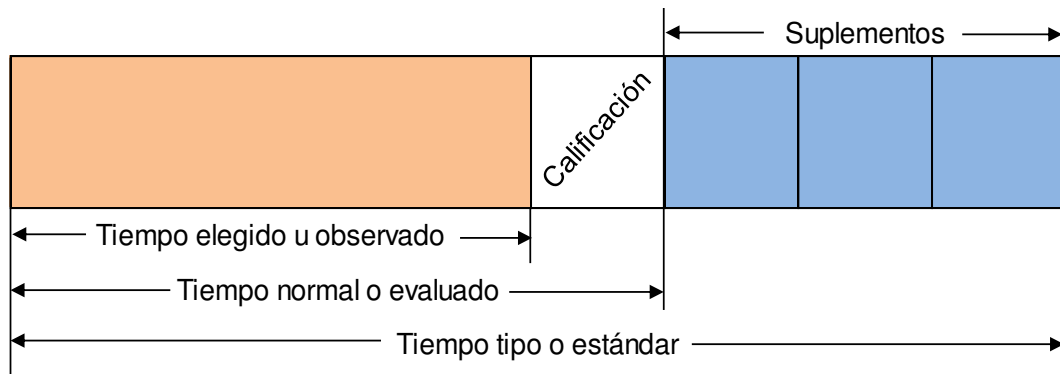 Suplementos
Calificación
Tiempo elegido u observado
Tiempo normal o evaluado
Tiempo tipo o estándar